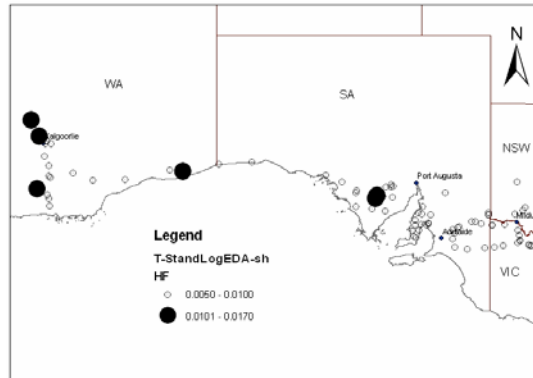 N
WA
SA
Kalgoorlie
NSW
Port Augusta
Adelaide
VIC
Legend
T-StandLogEDA-sh
HF
0.0050 - 0.0100
0.0101 - 0.0170